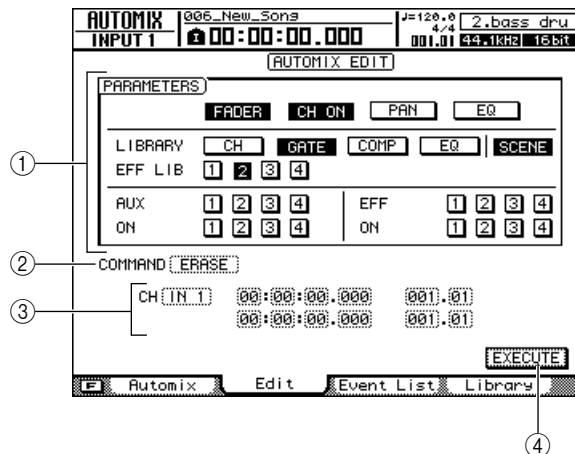 AUTOMIX 006_New_Song ♩=120.0 4/4 2.bass dru
INPUT 1 1 00:00:00.000 001.01 44.1kHz 16bit
AUTOMIX EDIT
PARAMETERS
FADER CH ON PAN EQ
① LIBRARY CH GATE COMP EQ SCENE
EFF LIB 1 2 3 4
AUX 1 2 3 4 EFF 1 2 3 4
ON 1 2 3 4 ON 1 2 3 4
② COMMAND ERASE
③ CH IN 1 00:00:00.000 001.01
00:00:00.000 001.01
EXECUTE
F Automix Edit Event List Library
④